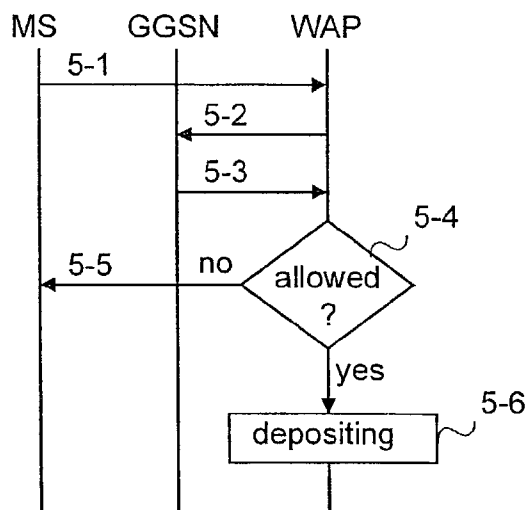 MS GGSN WAP
5-1
5-2
5-3
5-4
5-5 no allowed
?
yes
depositing 5-6